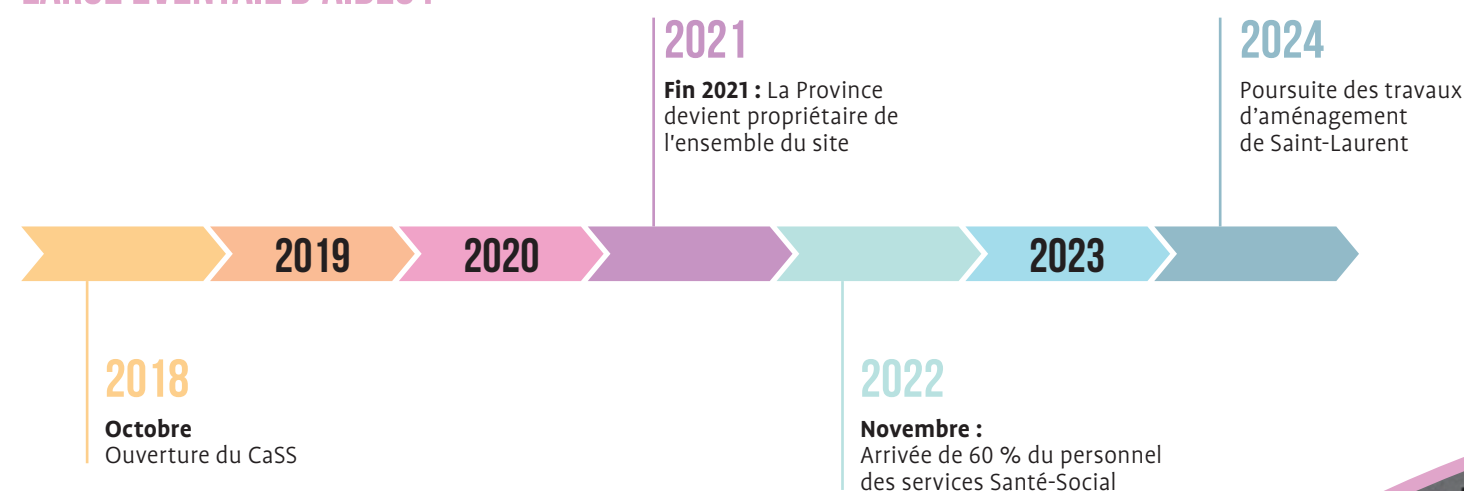 2021
Fin 2021 : La Province
devient propriétaire de
l'ensemble du site
2024
Poursuite des travaux
d’aménagement
de Saint-Laurent
2019
2020
2023
2018
Octobre
Ouverture du CaSS
2022
Novembre :
Arrivée de 60 % du personnel
des services Santé-Social